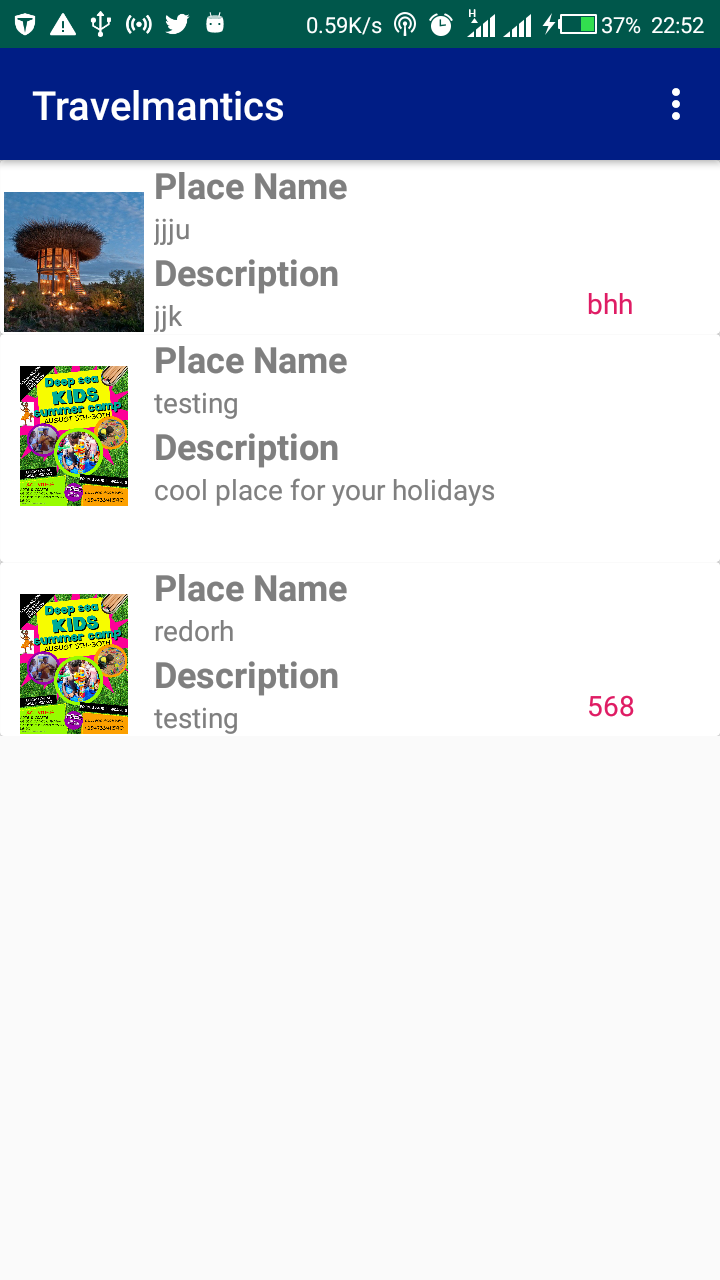 0.59K/s H 37% 22:52
Travelmantics
Place Name
jjju
Description
jjk
bhh
Deep sea
KIDS
summer camp
AUGUST 5TH-30TH
Place Name
testing
Description
cool place for your holidays
Deep sea
KIDS
summer camp
AUGUST 5TH-30TH
Place Name
redorh
Description
testing
568